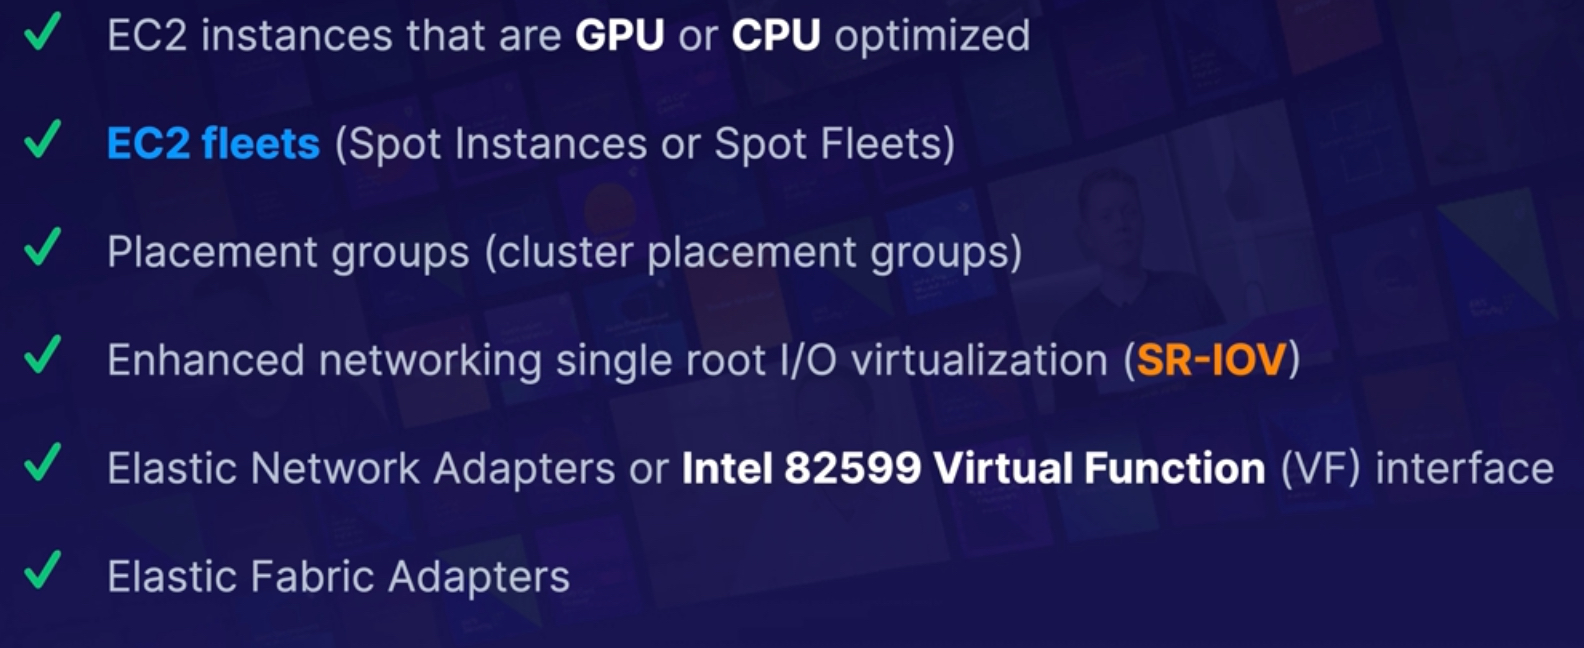 EC2 instances that are GPU or CPU optimized
EC2 fleets (Spot Instances or Spot Fleets)
Placement groups (cluster placement groups)
Enhanced networking single root I/O virtualization (SR-IOV)
Elastic Network Adapters or Intel 82599 Virtual Function (VF) interface
Elastic Fabric Adapters